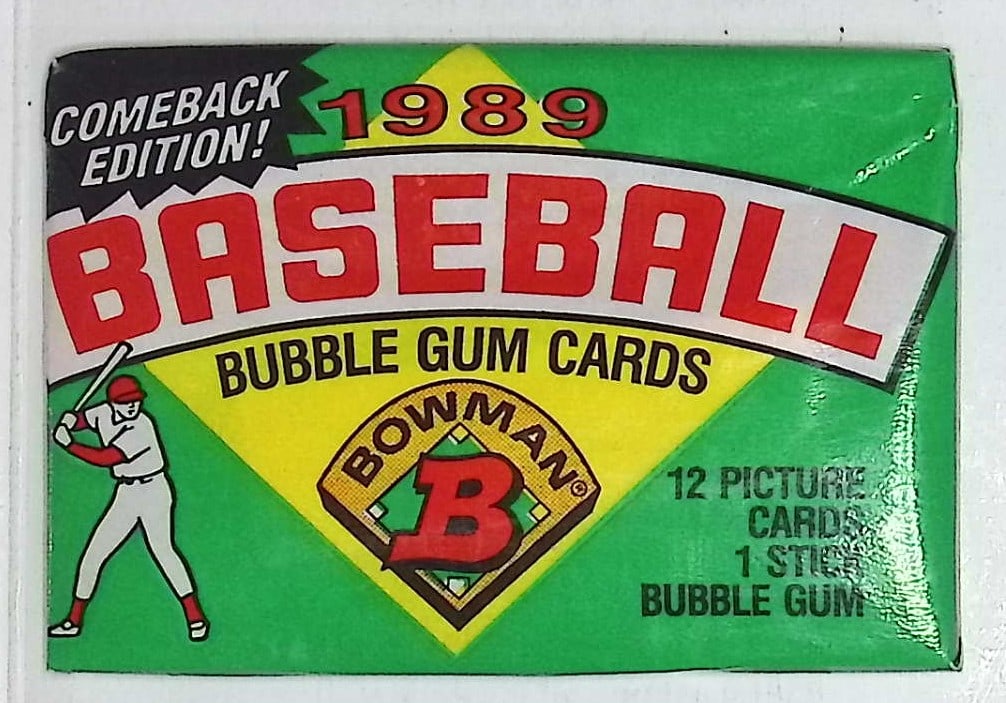 COMEBACK
EDITION!
1989
BASEBALL
BUBBLE GUM CARDS
BOWMAN®
B
12 PICTURE
CARDS
1 STICK
BUBBLE GUM